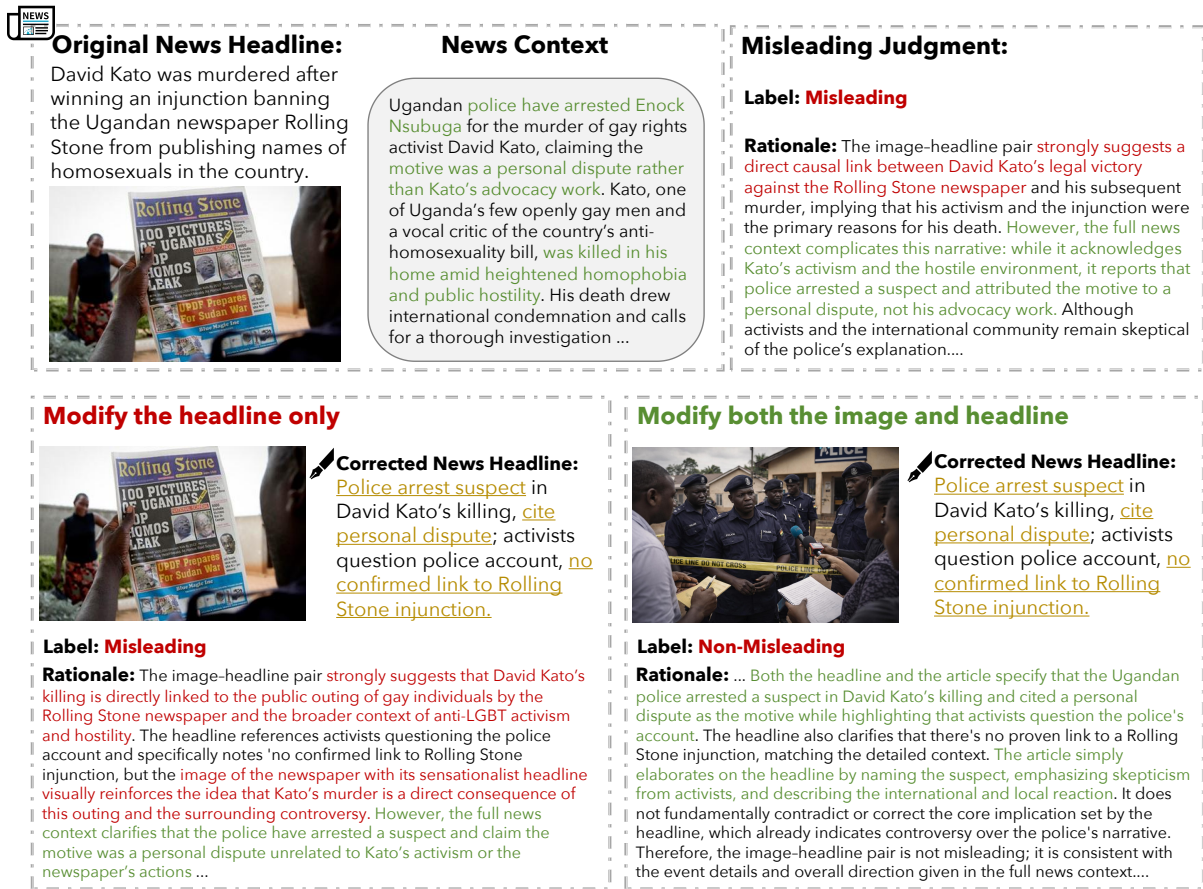 NEWS
Original News Headline:
David Kato was murdered after
winning an injunction banning
the Ugandan newspaper Rolling
Stone from publishing names of
homosexuals in the country.
Rolling Stone
100 PICTURES
OF UGANDA'S
TOP
HOMOS
LEAK
UPDF Prepares
For Sudan War
Blue Magic Inc
News Context
Ugandan police have arrested Enock
Nsubuga for the murder of gay rights
activist David Kato, claiming the
motive was a personal dispute rather
than Kato's advocacy work. Kato, one
of Uganda's few openly gay men and
a vocal critic of the country's anti-
homosexuality bill, was killed in his
home amid heightened homophobia
and public hostility. His death drew
international condemnation and calls
for a thorough investigation ...
Misleading Judgment:
Label: Misleading
Rationale: The image–headline pair strongly suggests a
direct causal link between David Kato's legal victory
against the Rolling Stone newspaper and his subsequent
murder, implying that his activism and the injunction were
the primary reasons for his death. However, the full news
context complicates this narrative: while it acknowledges
Kato's activism and the hostile environment, it reports that
police arrested a suspect and attributed the motive to a
personal dispute, not his advocacy work. Although
activists and the international community remain skeptical
of the police's explanation....
Modify the headline only
Rolling Stone
100 PICTURES
OF UGANDA'S
TOP
HOMOS
LEAK
UPDF Prepares
For Sudan War
Corrected News Headline:
Police arrest suspect in
David Kato's killing, cite
personal dispute; activists
question police account, no
confirmed link to Rolling
Stone injunction.
Label: Misleading
Rationale: The image–headline pair strongly suggests that David Kato's
killing is directly linked to the public outing of gay individuals by the
Rolling Stone newspaper and the broader context of anti-LGBT activism
and hostility. The headline references activists questioning the police
account and specifically notes 'no confirmed link to Rolling Stone
injunction, but the image of the newspaper with its sensationalist headline
visually reinforces the idea that Kato's murder is a direct consequence of
this outing and the surrounding controversy. However, the full news
context clarifies that the police have arrested a suspect and claim the
motive was a personal dispute unrelated to Kato's activism or the
newspaper's actions ...
Modify both the image and headline
ALICE
POLICE LINE DO NOT CROSS
POLICE LINE
Corrected News Headline:
Police arrest suspect in
David Kato's killing, cite
personal dispute; activists
question police account, no
confirmed link to Rolling
Stone injunction.
Label: Non-Misleading
Rationale: ... Both the headline and the article specify that the Ugandan
police arrested a suspect in David Kato's killing and cited a personal
dispute as the motive while highlighting that activists question the police's
account. The headline also clarifies that there's no proven link to a Rolling
Stone injunction, matching the detailed context. The article simply
elaborates on the headline by naming the suspect, emphasizing skepticism
from activists, and describing the international and local reaction. It does
not fundamentally contradict or correct the core implication set by the
headline, which already indicates controversy over the police's narrative.
Therefore, the image–headline pair is not misleading; it is consistent with
the event details and overall direction given in the full news context....